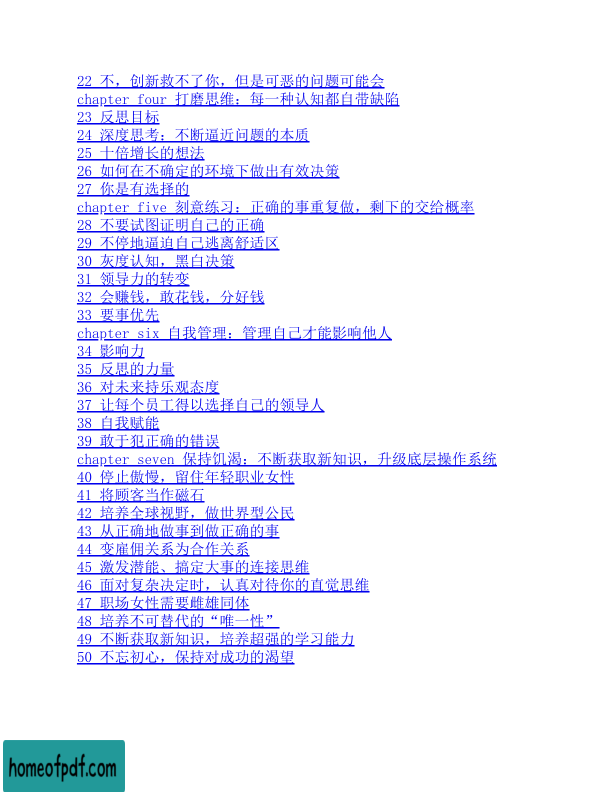 22 不，创新救不了你，但是可恶的问题可能会
chapter four 打磨思维：每一种认知都自带缺陷
23 反思目标
24 深度思考：不断逼近问题的本质
25 十倍增长的想法
26 如何在不确定的环境下做出有效决策
27 你是有选择的
chapter five 刻意练习：正确的事重复做，剩下的交给概率
28 不要试图证明自己的正确
29 不停地逼迫自己逃离舒适区
30 灰度认知，黑白决策
31 领导力的转变
32 会赚钱，敢花钱，分好钱
33 要事优先
chapter six 自我管理：管理自己才能影响他人
34 影响力
35 反思的力量
36 对未来持乐观态度
37 让每个员工得以选择自己的领导人
38 自我赋能
39 敢于犯正确的错误
chapter seven 保持饥渴：不断获取新知识，升级底层操作系统
40 停止傲慢，留住年轻职业女性
41 将顾客当作磁石
42 培养全球视野，做世界型公民
43 从正确地做事到做正确的事
44 变雇佣关系为合作关系
45 激发潜能、搞定大事的连接思维
46 面对复杂决定时，认真对待你的直觉思维
47 职场女性需要雌雄同体
48 培养不可替代的“唯一性”
49 不断获取新知识，培养超强的学习能力
50 不忘初心，保持对成功的渴望
homeofpdf.com